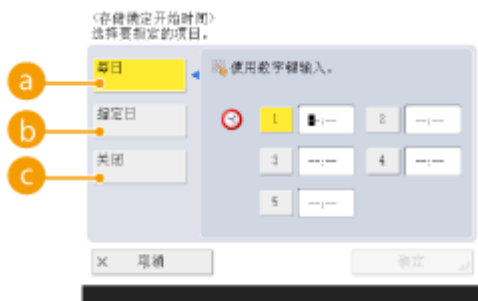 <存储锁定开始时间>
选择要指定的项目。
每日
指定日
关闭
使用数字键输入。
1 -:-- 2 --:--
3 --:-- 4 --:--
5 --:--
× 取消
确定
a
b
c